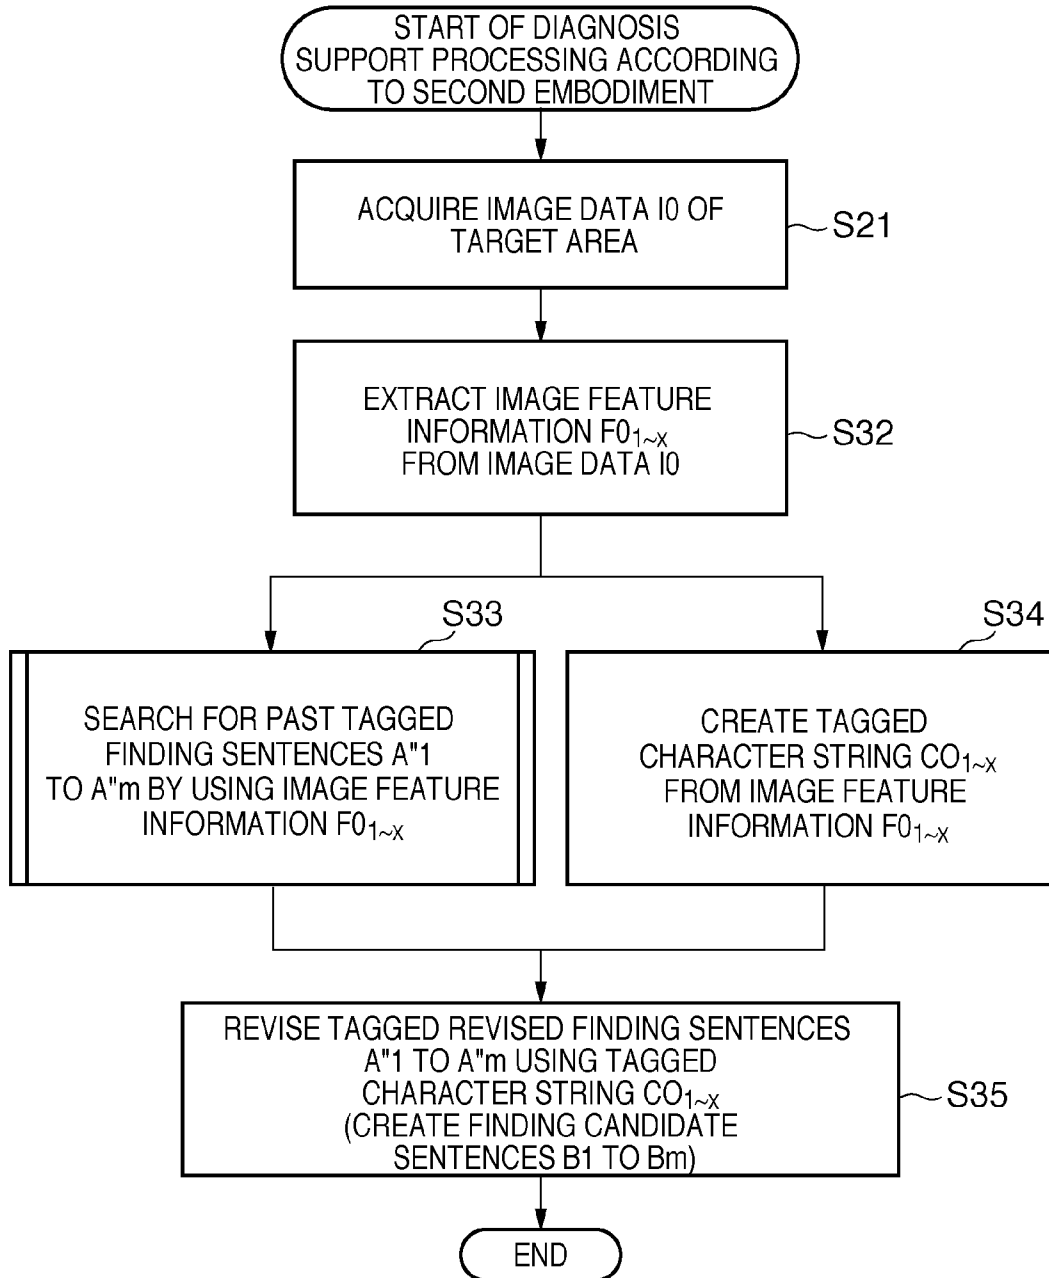 START OF DIAGNOSIS
SUPPORT PROCESSING ACCORDING
TO SECOND EMBODIMENT
ACQUIRE IMAGE DATA I0 OF
TARGET AREA
S21
EXTRACT IMAGE FEATURE
INFORMATION F0₁~ₓ
FROM IMAGE DATA I0
S32
S33
SEARCH FOR PAST TAGGED
FINDING SENTENCES A"1
TO A"m BY USING IMAGE FEATURE
INFORMATION F0₁~ₓ
S34
CREATE TAGGED
CHARACTER STRING CO₁~ₓ
FROM IMAGE FEATURE
INFORMATION F0₁~ₓ
REVISE TAGGED REVISED FINDING SENTENCES
A"1 TO A"m USING TAGGED
CHARACTER STRING CO₁~ₓ
(CREATE FINDING CANDIDATE
SENTENCES B1 TO Bm)
S35
END